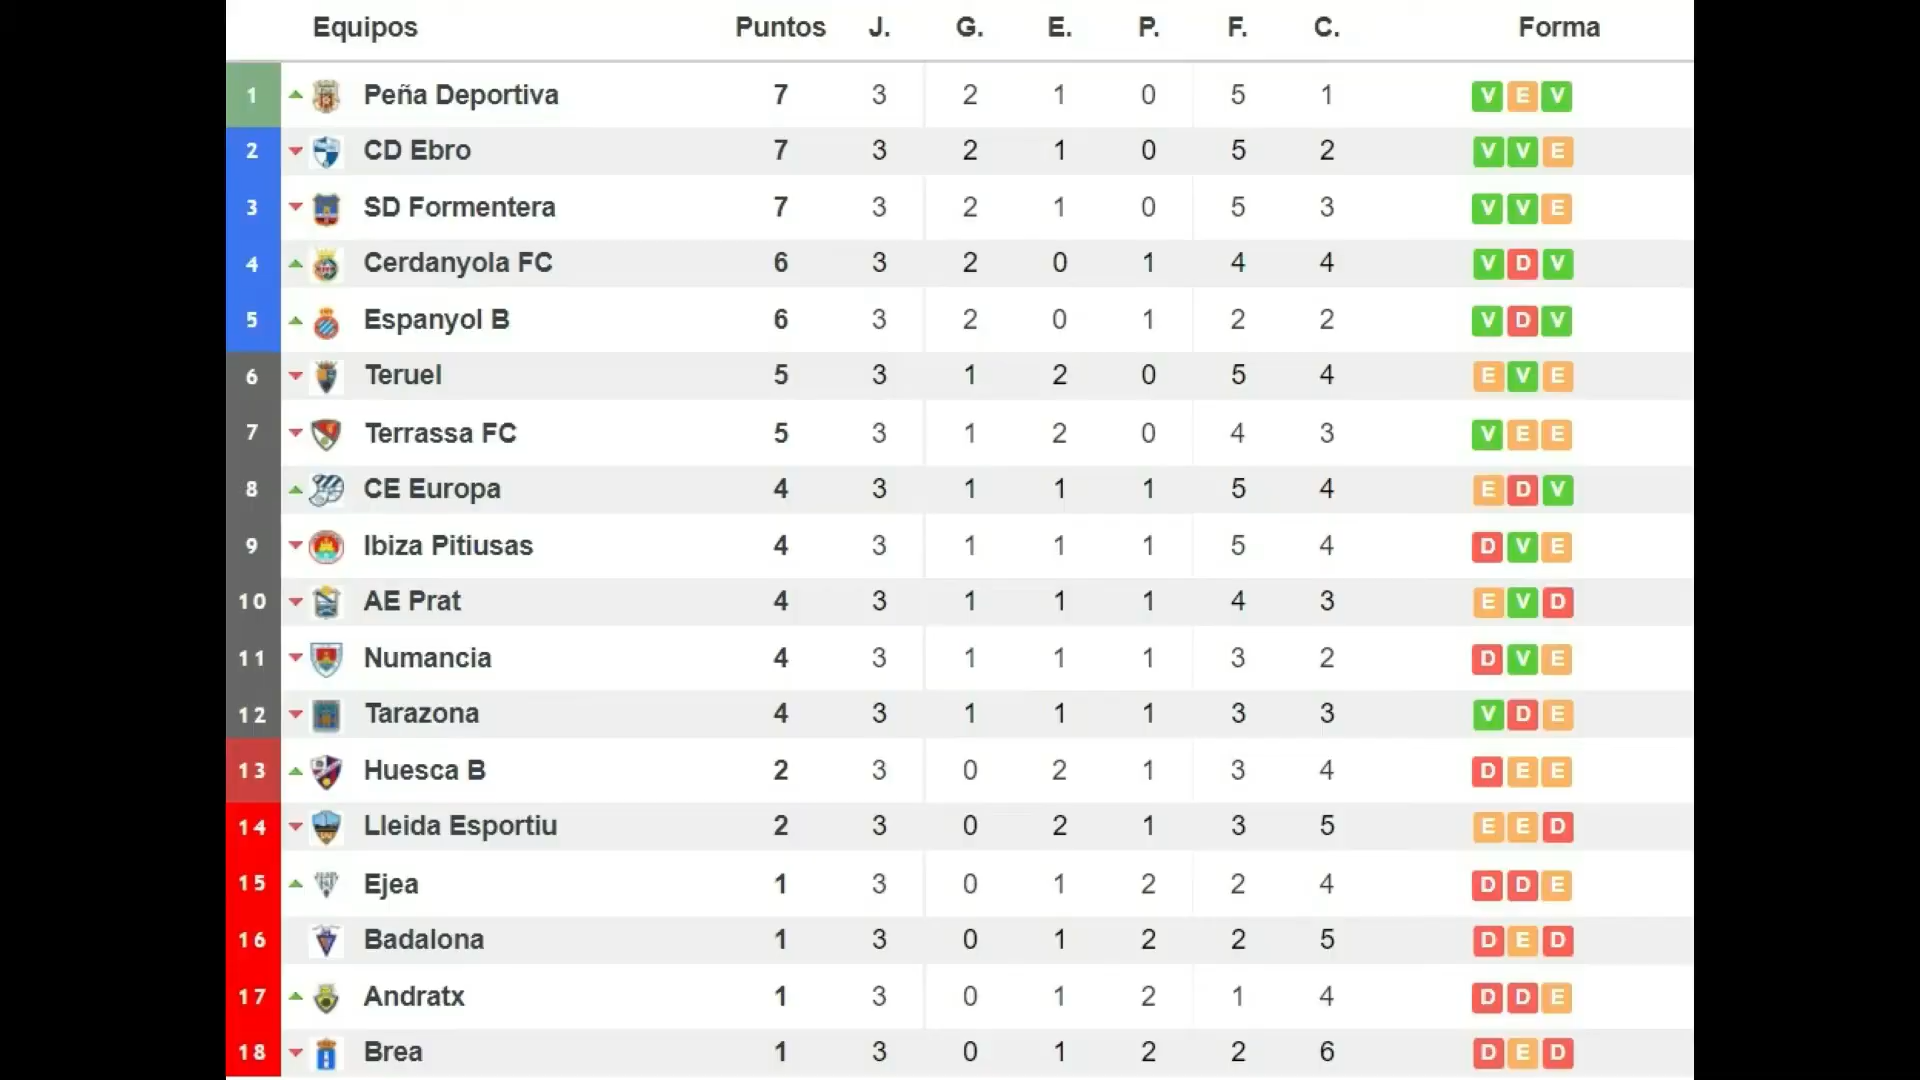 Equipos Puntos J. G. E. P. F. C. Forma
1 Peña Deportiva 7 3 2 1 0 5 1 V E V
2 CD Ebro 7 3 2 1 0 5 2 V V E
3 SD Formentera 7 3 2 1 0 5 3 V V E
4 Cerdanyola FC 6 3 2 0 1 4 4 V D V
5 Espanyol B 6 3 2 0 1 2 2 V D V
6 Teruel 5 3 1 2 0 5 4 E V E
7 Terrassa FC 5 3 1 2 0 4 3 V E E
8 CE Europa 4 3 1 1 1 5 4 E D V
9 Ibiza Pitiusas 4 3 1 1 1 5 4 D V E
10 AE Prat 4 3 1 1 1 4 3 E V D
11 Numancia 4 3 1 1 1 3 2 D V E
12 Tarazona 4 3 1 1 1 3 3 V D E
13 Huesca B 2 3 0 2 1 3 4 D E E
14 Lleida Esportiu 2 3 0 2 1 3 5 E E D
15 Ejea 1 3 0 1 2 2 4 D D E
16 Badalona 1 3 0 1 2 2 5 D E D
17 Andratx 1 3 0 1 2 1 4 D D E
18 Brea 1 3 0 1 2 2 6 D E D